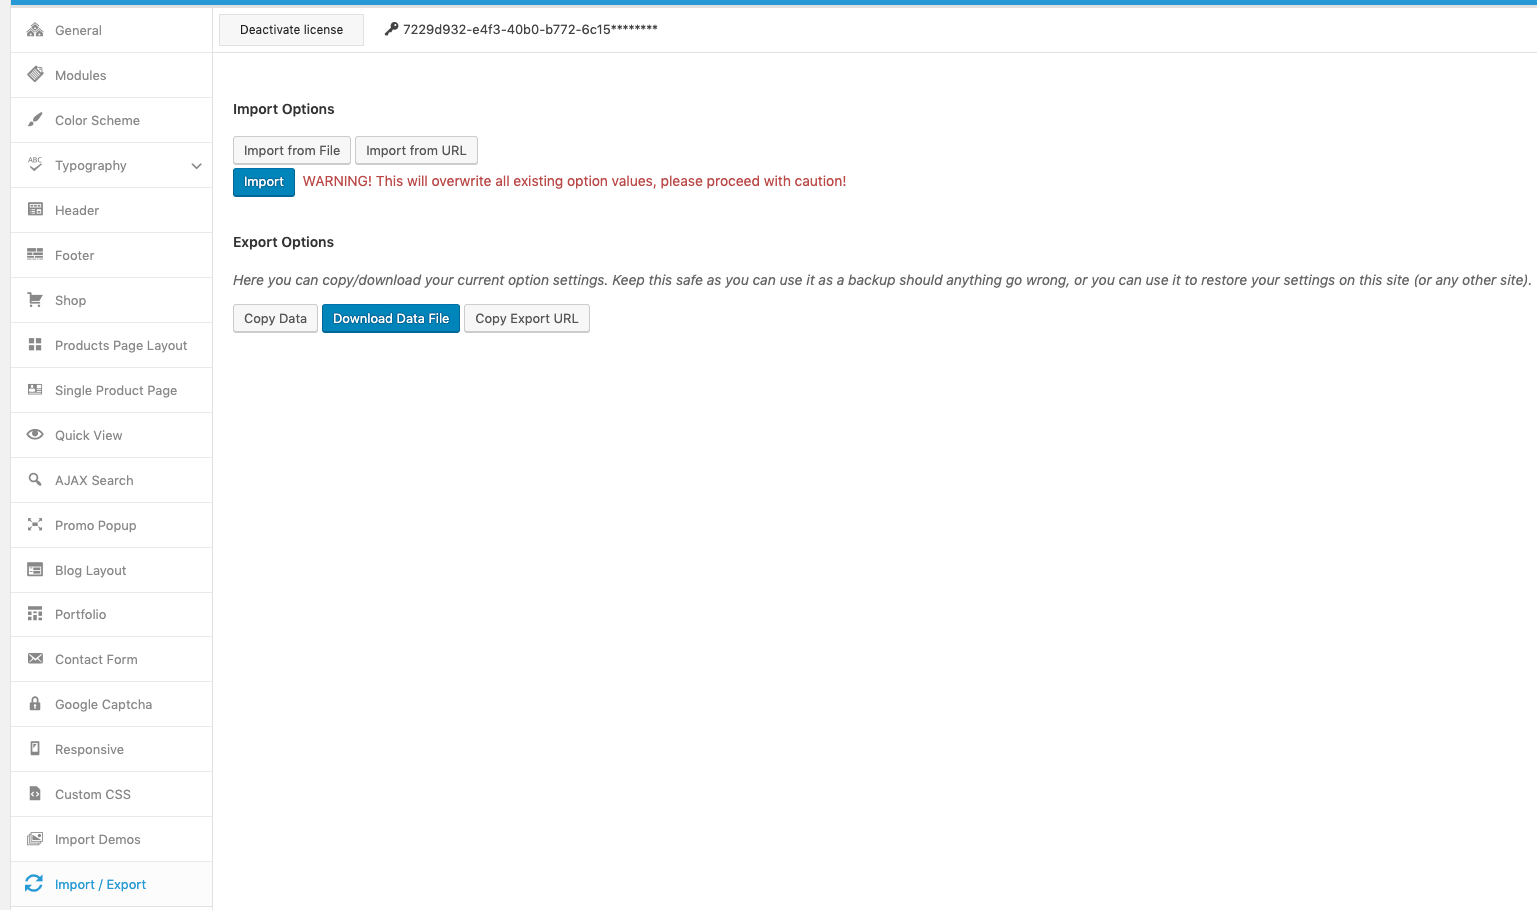 General
Modules
Color Scheme
ABC
Typography
Header
Footer
Shop
Products Page Layout
Single Product Page
Quick View
AJAX Search
Promo Popup
Blog Layout
Portfolio
Contact Form
Google Captcha
Responsive
Custom CSS
Import Demos
Import / Export
Deactivate license 7229d932-e4f3-40b0-b772-6c15********
Import Options
Import from File Import from URL
Import WARNING! This will overwrite all existing option values, please proceed with caution!
Export Options
Here you can copy/download your current option settings. Keep this safe as you can use it as a backup should anything go wrong, or you can use it to restore your settings on this site (or any other site).
Copy Data Download Data File Copy Export URL